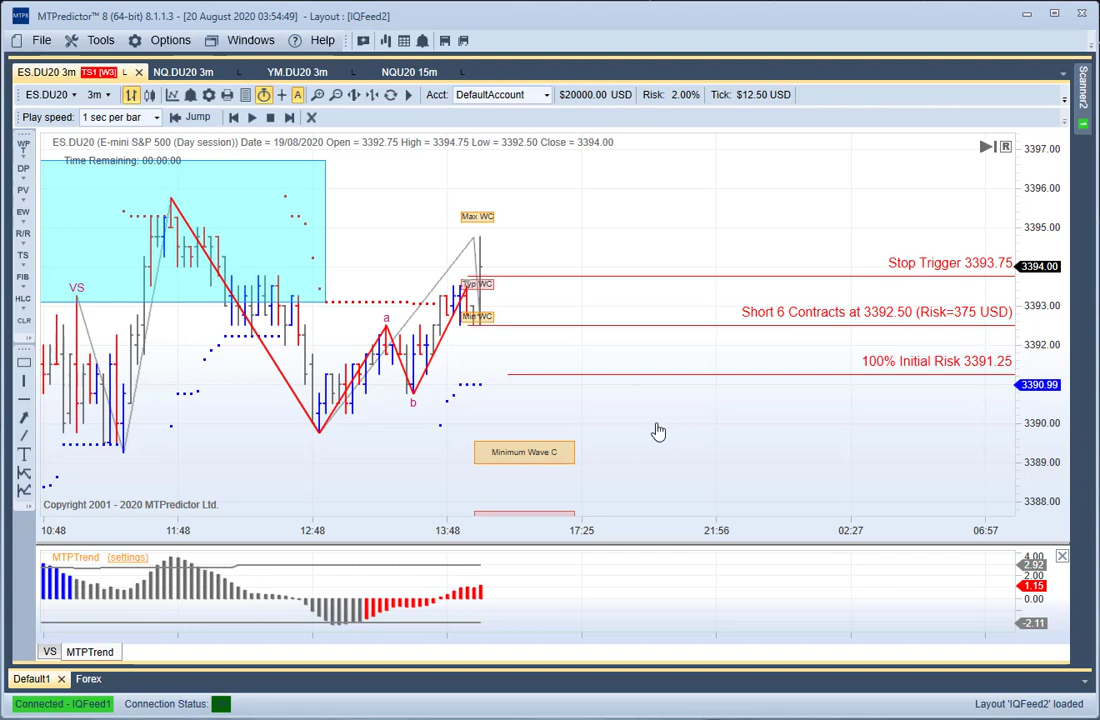 MTPredictor™ 8 (64-bit) 8.1.1.3 - [20 August 2020 03:54:49] - Layout : [IQFeed2]
File Tools Options Windows Help
ES.DU20 3m TS1 [W3] L NQ.DU20 3m L YM.DU20 3m L NQU20 15m L
ES.DU20 3m A Acct: DefaultAccount $20000.00 USD Risk: 2.00% Tick: $12.50 USD
Play speed: 1 sec per bar Jump
Scanner2
WP
DP
PV
EW
R/R
TS
FIB
HLC
CLR
T
ES.DU20 (E-mini S&P 500 (Day session)) Date = 19/08/2020 Open = 3392.75 High = 3394.75 Low = 3392.50 Close = 3394.00
R
Time Remaining: 00:00:00
3397.00
3396.00
3395.00
3394.00
3393.00
3392.00
3390.99
3390.00
3389.00
3388.00
Max WC
Stop Trigger 3393.75
VS
Typ WC
Short 6 Contracts at 3392.50 (Risk=375 USD)
Min WC
a
100% Initial Risk 3391.25
b
Minimum Wave C
Copyright 2001 - 2020 MTPredictor Ltd.
10:48 11:48 12:48 13:48 17:25 21:56 02:27 06:57
MTPTrend (settings)
4.00
2.92
2.00
1.15
0.00
-2.11
VS MTPTrend
Default1 Forex
Connected - IQFeed1 Connection Status: Layout 'IQFeed2' loaded